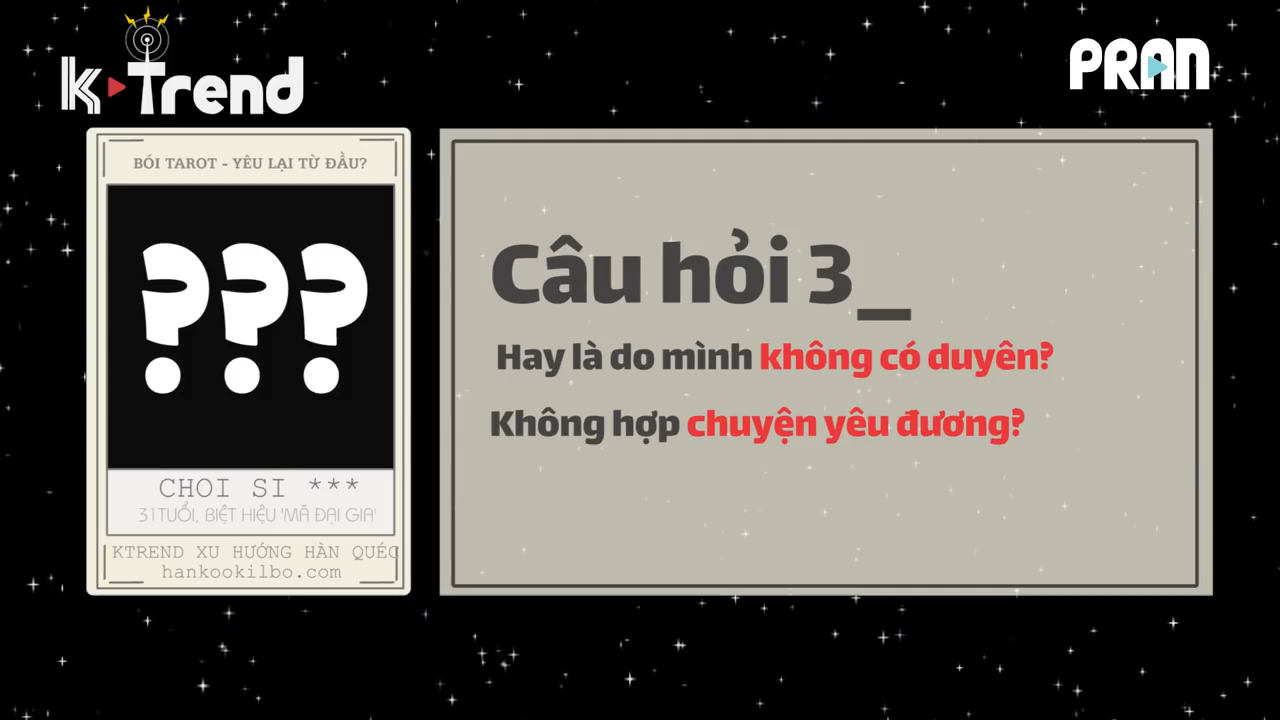 K Trend
PRAN
BÓI TAROT - YÊU LẠI TỪ ĐẦU?
???
CHOI SI ***
31TUỔI, BIỆT HIỆU 'MÃ ĐẠI GIA'
KTREND XU HƯỚNG HÀN QUÉC
hankookilbo.com
Câu hỏi 3_
Hay là do mình không có duyên?
Không hợp chuyện yêu đương?